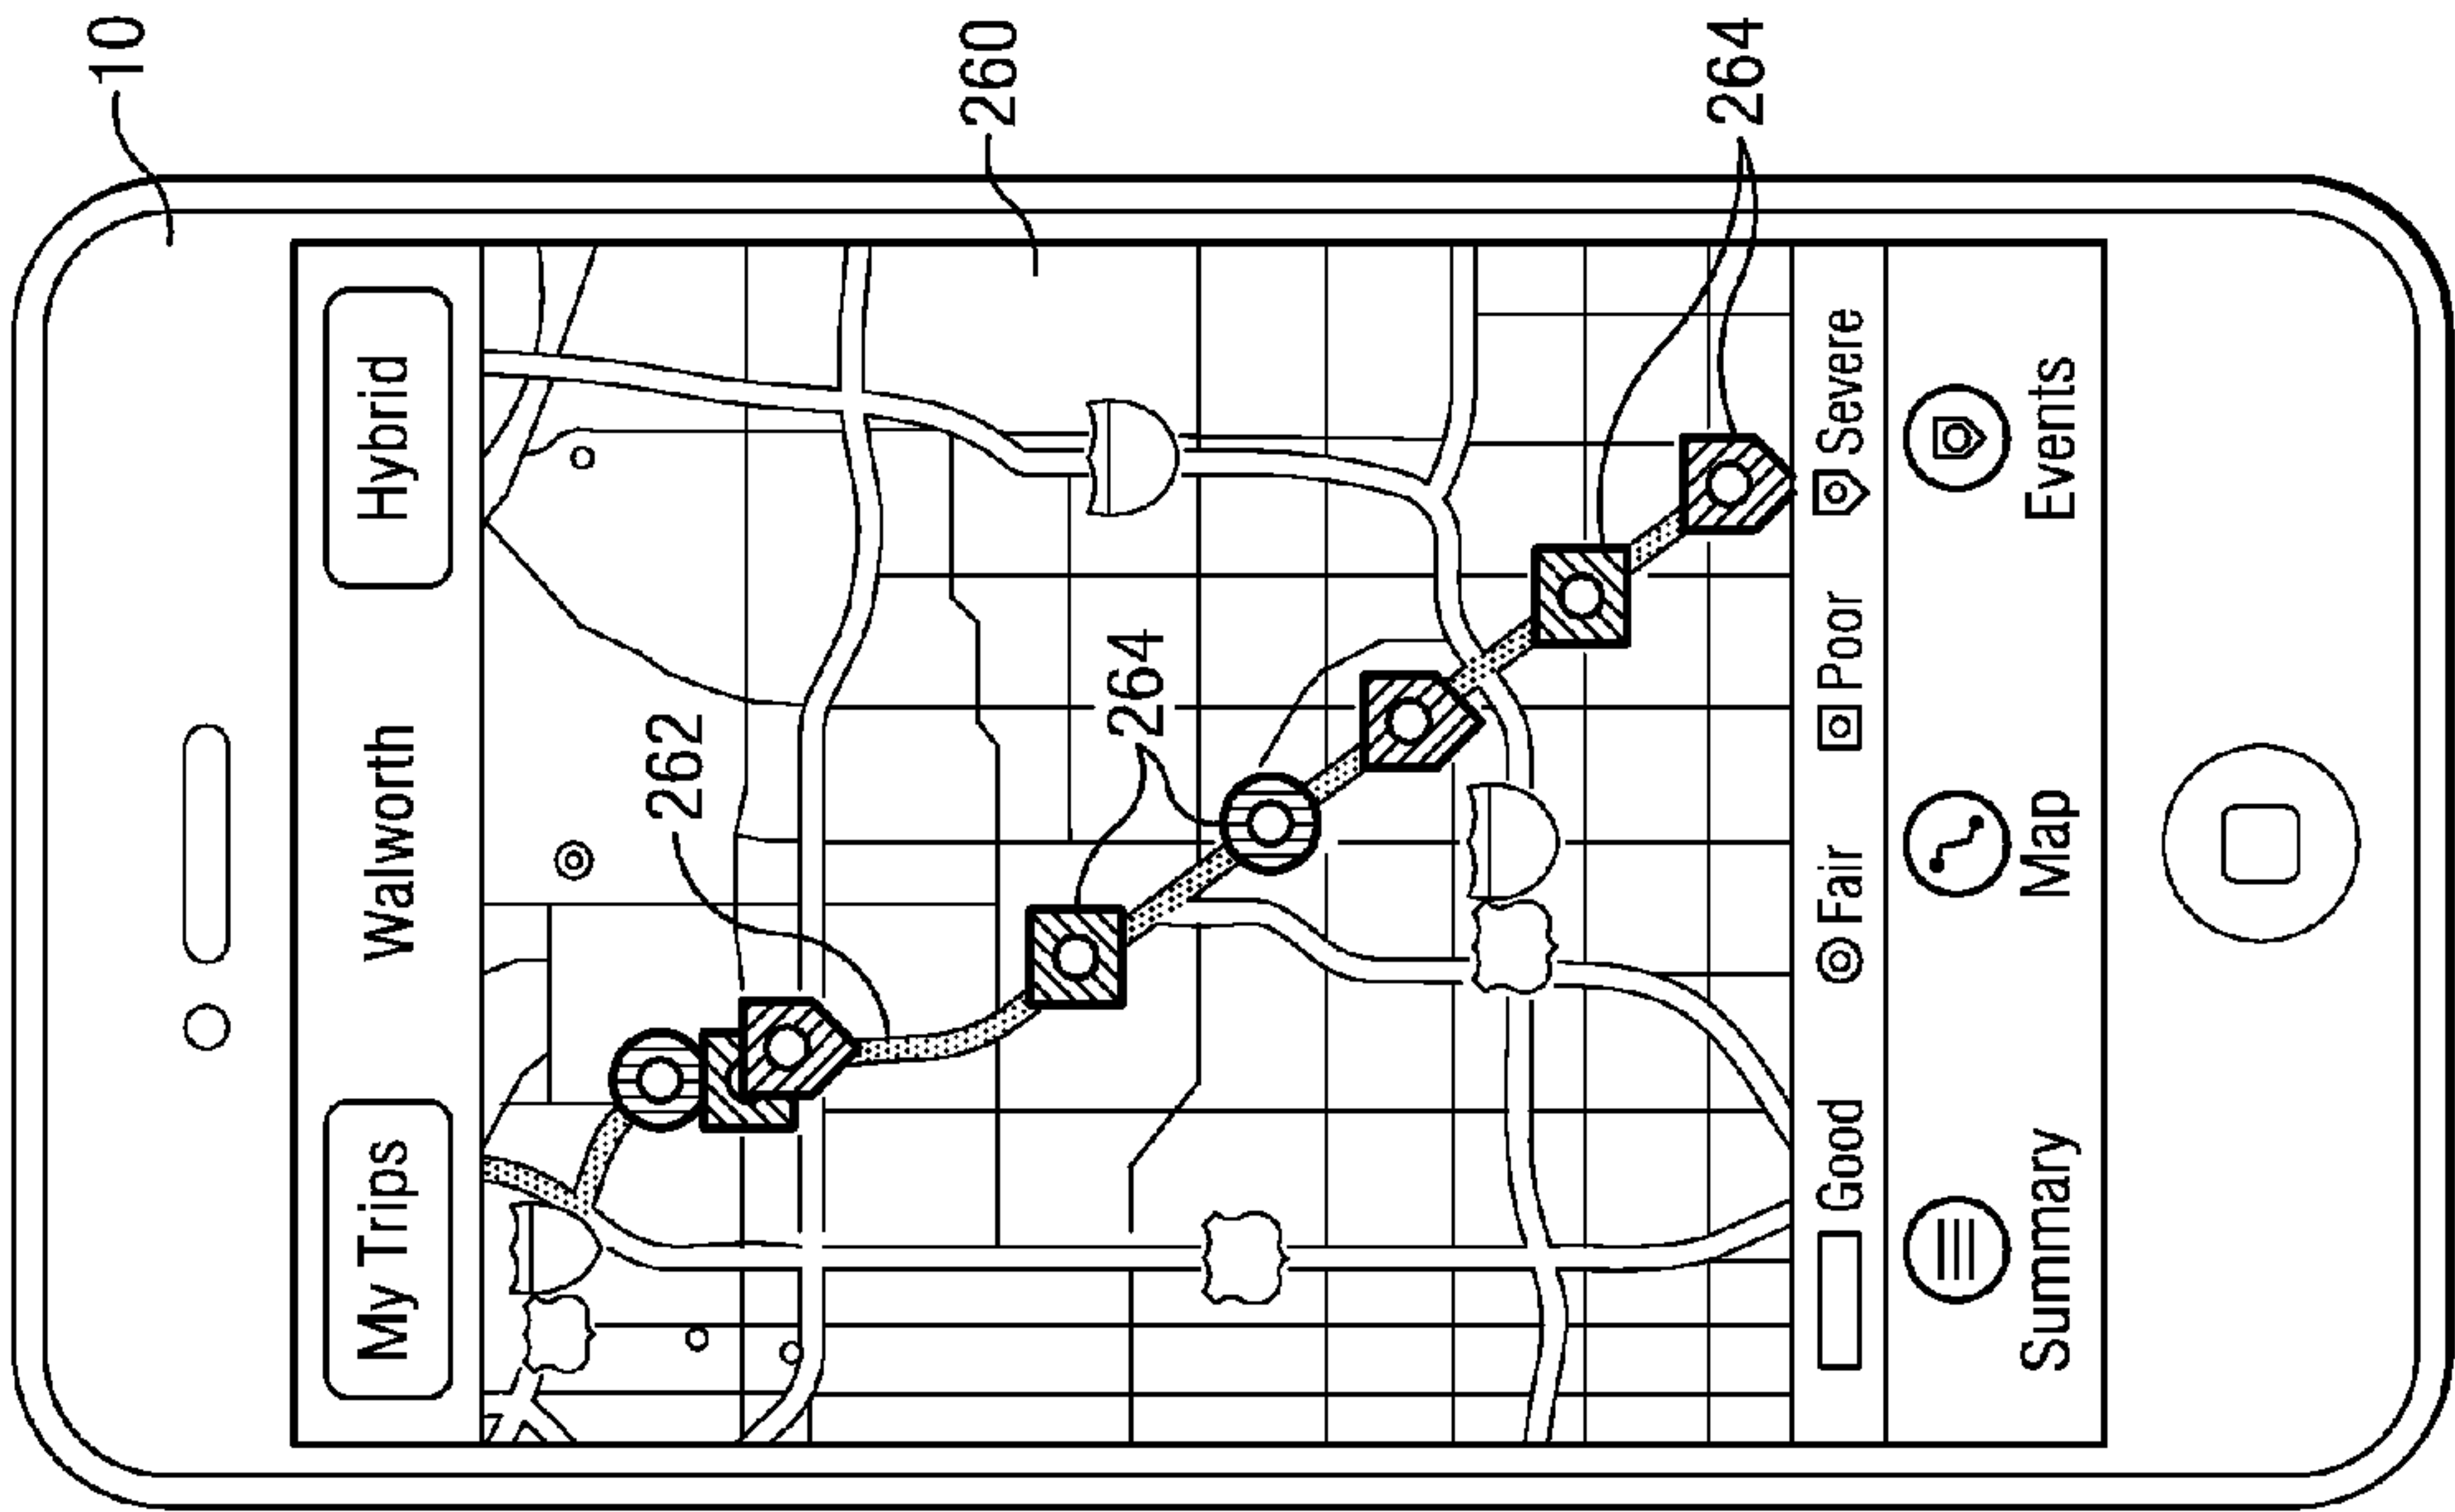 10
My Trips Walworth Hybrid
262
260
264
264
Good Fair Poor Severe
Summary Map Events